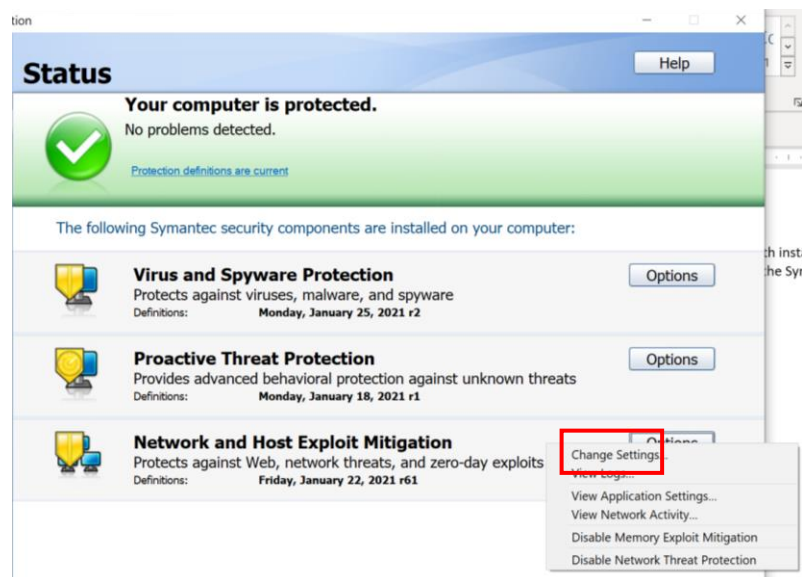 tion
Status
Help
Your computer is protected.
No problems detected.
Protection definitions are current
The following Symantec security components are installed on your computer:
Virus and Spyware Protection
Options
Protects against viruses, malware, and spyware
Definitions: Monday, January 25, 2021 r2
Proactive Threat Protection
Options
Provides advanced behavioral protection against unknown threats
Definitions: Monday, January 18, 2021 r1
Network and Host Exploit Mitigation
Options
Protects against Web, network threats, and zero-day exploits
Definitions: Friday, January 22, 2021 r61
Change Settings...
View Logs...
View Application Settings...
View Network Activity...
Disable Memory Exploit Mitigation
Disable Network Threat Protection
th insta
the Syr